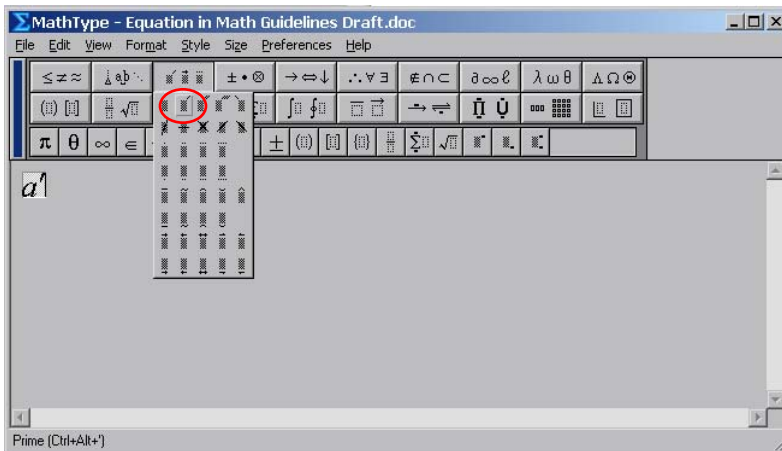 MathType - Equation in Math Guidelines Draft.doc
File Edit View Format Style Size Preferences Help
≤≠≈ ±•⊗ →⇔↓ ∴∀∃ ∉∩⊂ ∂∞ℓ λωθ ΛΩ⊛
π θ ∞ ∈ ±
a′
Prime (Ctrl+Alt+')